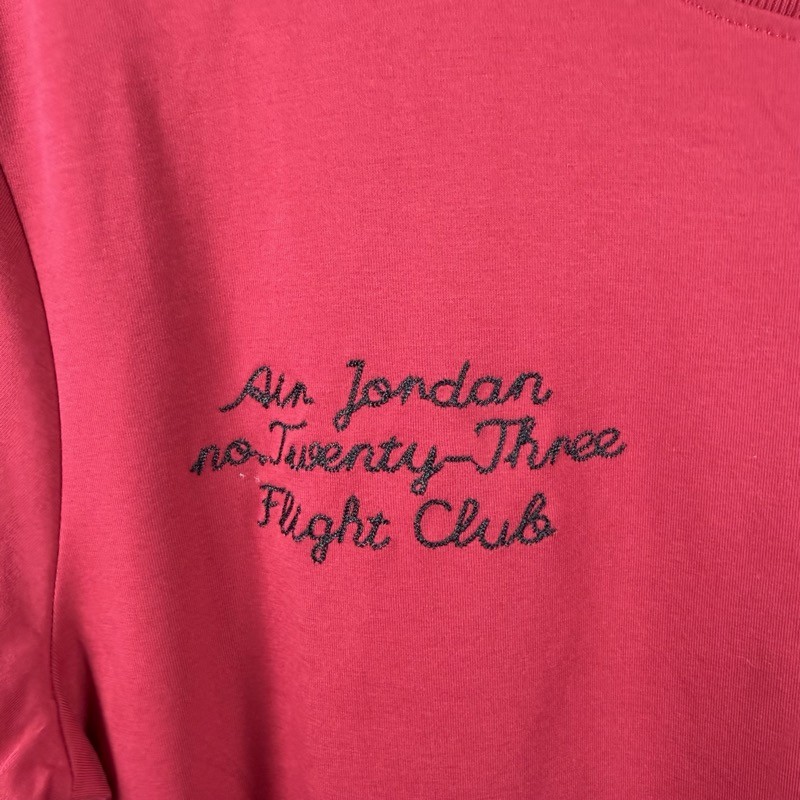 Air Jordan
no. Twenty-Three
Flight Club